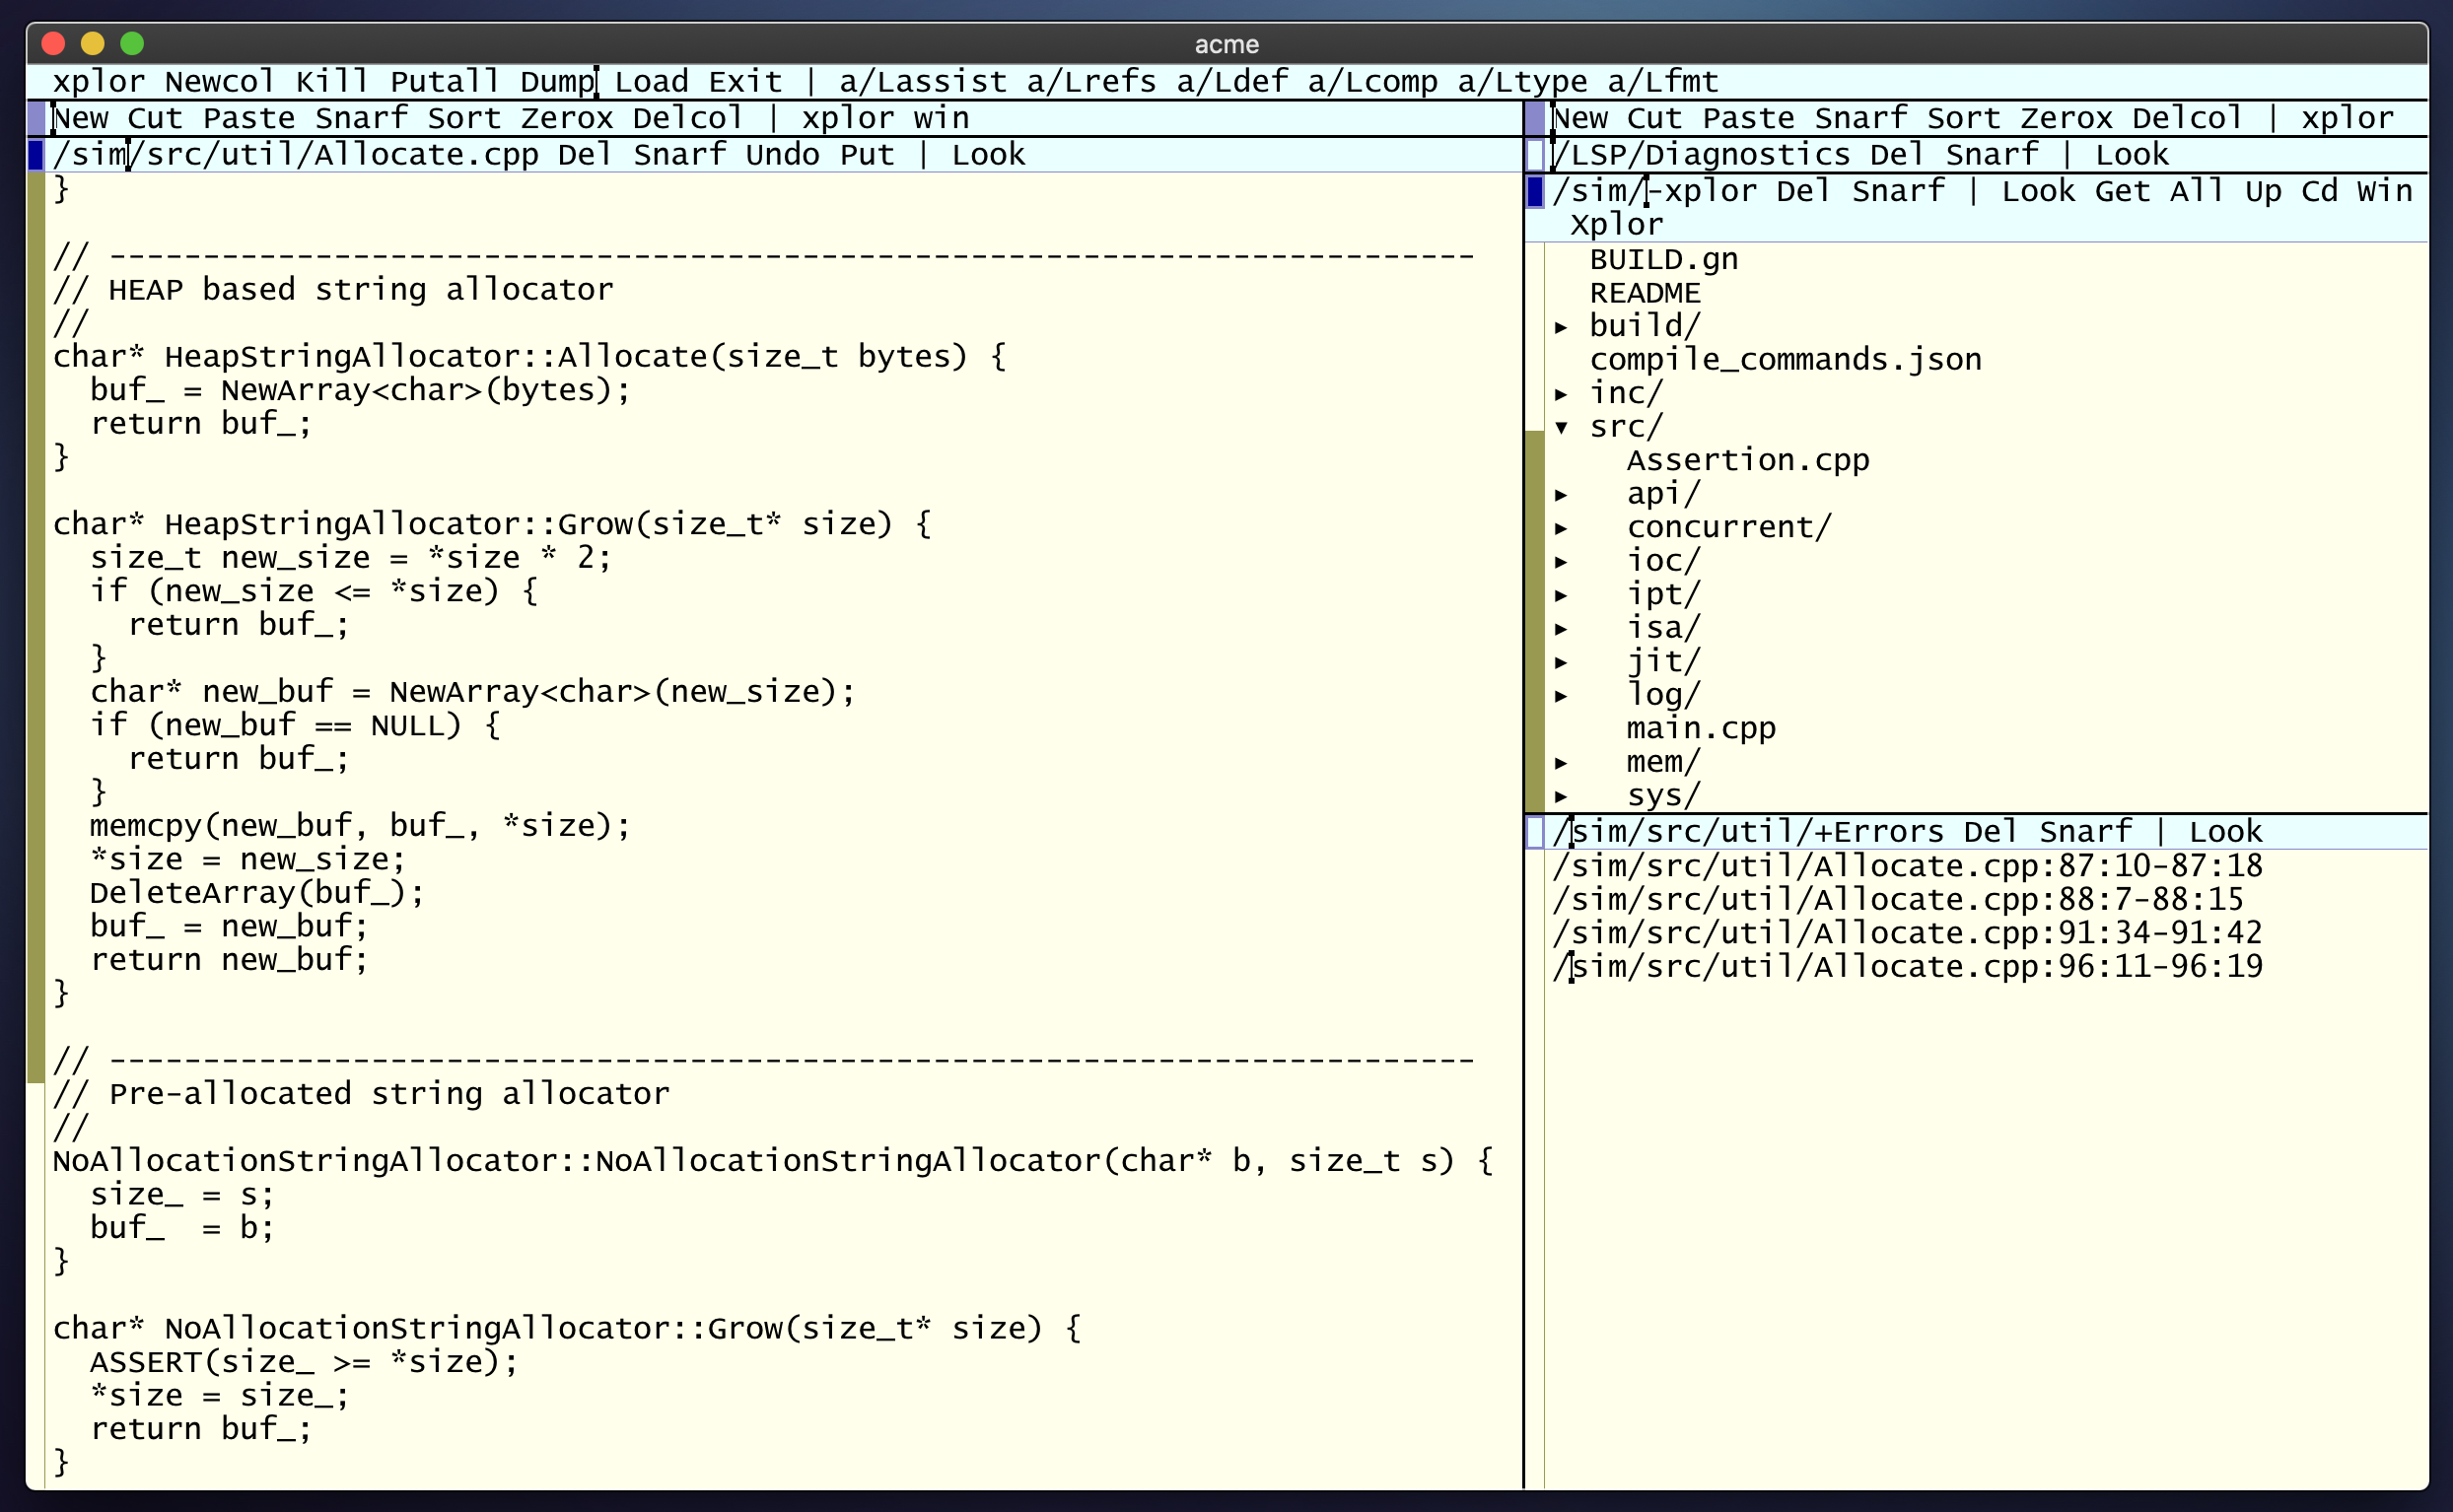 acme
xplor Newcol Kill Putall Dump Load Exit | a/Lassist a/Lrefs a/Ldef a/Lcomp a/Ltype a/Lfmt
New Cut Paste Snarf Sort Zerox Delcol | xplor win
/sim/src/util/Allocate.cpp Del Snarf Undo Put | Look
}

// -------------------------------------------------------------------------
// HEAP based string allocator
//
char* HeapStringAllocator::Allocate(size_t bytes) {
  buf_ = NewArray<char>(bytes);
  return buf_;
}

char* HeapStringAllocator::Grow(size_t* size) {
  size_t new_size = *size * 2;
  if (new_size <= *size) {
    return buf_;
  }
  char* new_buf = NewArray<char>(new_size);
  if (new_buf == NULL) {
    return buf_;
  }
  memcpy(new_buf, buf_, *size);
  *size = new_size;
  DeleteArray(buf_);
  buf_ = new_buf;
  return new_buf;
}

// -------------------------------------------------------------------------
// Pre-allocated string allocator
//
NoAllocationStringAllocator::NoAllocationStringAllocator(char* b, size_t s) {
  size_ = s;
  buf_  = b;
}

char* NoAllocationStringAllocator::Grow(size_t* size) {
  ASSERT(size_ >= *size);
  *size = size_;
  return buf_;
}
New Cut Paste Snarf Sort Zerox Delcol | xplor
/LSP/Diagnostics Del Snarf | Look
/sim/-xplor Del Snarf | Look Get All Up Cd Win
Xplor
  BUILD.gn
  README
▸ build/
  compile_commands.json
▸ inc/
▾ src/
    Assertion.cpp
▸   api/
▸   concurrent/
▸   ioc/
▸   ipt/
▸   isa/
▸   jit/
▸   log/
    main.cpp
▸   mem/
▸   sys/
/sim/src/util/+Errors Del Snarf | Look
/sim/src/util/Allocate.cpp:87:10-87:18
/sim/src/util/Allocate.cpp:88:7-88:15
/sim/src/util/Allocate.cpp:91:34-91:42
/sim/src/util/Allocate.cpp:96:11-96:19